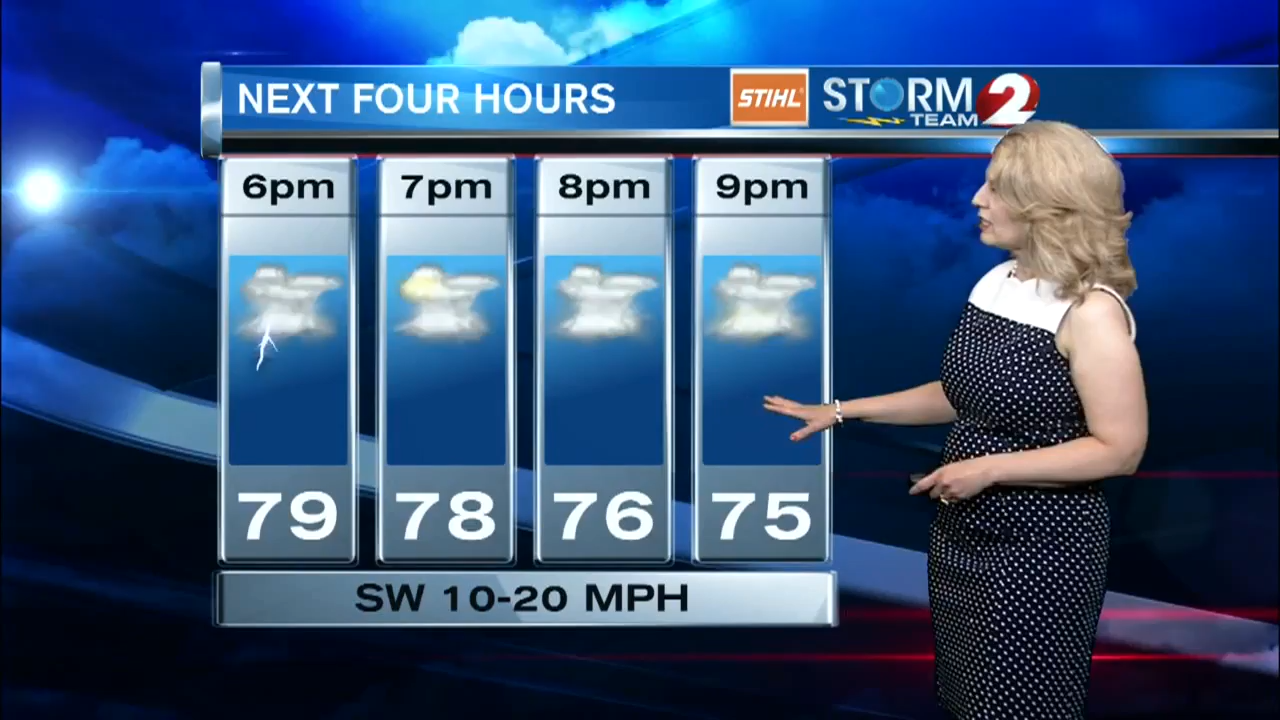 NEXT FOUR HOURS
STIHL
STORM
TEAM
2
6pm
7pm
8pm
9pm
79
78
76
75
SW 10-20 MPH